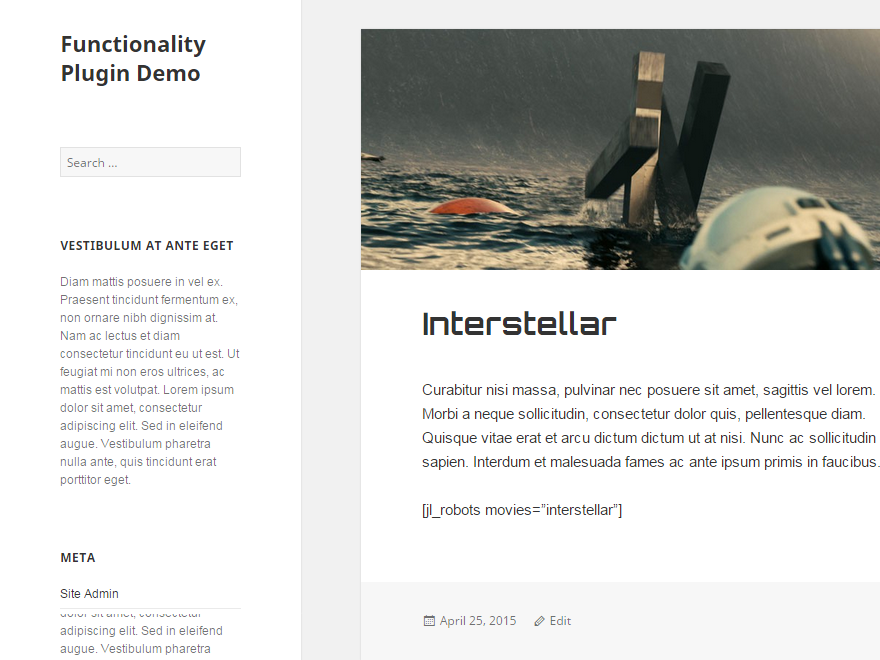 Functionality
Plugin Demo
Search ...
VESTIBULUM AT ANTE EGET
Diam mattis posuere in vel ex.
Praesent tincidunt fermentum ex,
non ornare nibh dignissim at.
Nam ac lectus et diam
consectetur tincidunt eu ut est. Ut
feugiat mi non eros ultrices, ac
mattis est volutpat. Lorem ipsum
dolor sit amet, consectetur
adipiscing elit. Sed in eleifend
augue. Vestibulum pharetra
nulla ante, quis tincidunt erat
porttitor eget.
META
Site Admin
dolor sit amet, consectetur
adipiscing elit. Sed in eleifend
augue. Vestibulum pharetra
Interstellar
Curabitur nisi massa, pulvinar nec posuere sit amet, sagittis vel lorem.
Morbi a neque sollicitudin, consectetur dolor quis, pellentesque diam.
Quisque vitae erat et arcu dictum dictum ut at nisi. Nunc ac sollicitudin
sapien. Interdum et malesuada fames ac ante ipsum primis in faucibus.
[jl_robots movies=”interstellar”]
April 25, 2015 Edit